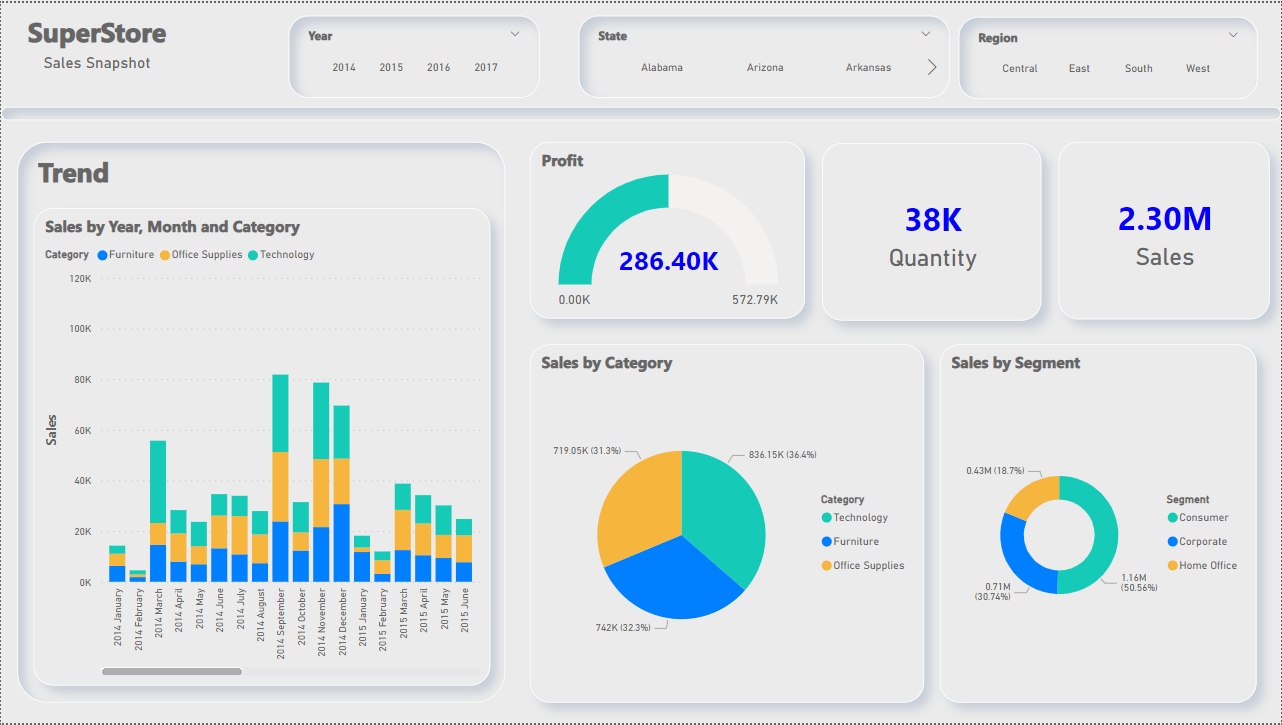 SuperStore
Sales Snapshot
Year
2014 2015 2016 2017
State
Alabama Arizona Arkansas
Region
Central East South West
Trend
Sales by Year, Month and Category
Category Furniture Office Supplies Technology
120K
100K
80K
60K
40K
20K
0K
Sales
2014 January
2014 February
2014 March
2014 April
2014 May
2014 June
2014 July
2014 August
2014 September
2014 October
2014 November
2014 December
2015 January
2015 February
2015 March
2015 April
2015 May
2015 June
Profit
286.40K
0.00K 572.79K
38K
Quantity
2.30M
Sales
Sales by Category
719.05K (31.3%)
836.15K (36.4%)
742K (32.3%)
Category
Technology
Furniture
Office Supplies
Sales by Segment
0.43M (18.7%)
0.71M
(30.74%)
1.16M
(50.56%)
Segment
Consumer
Corporate
Home Office